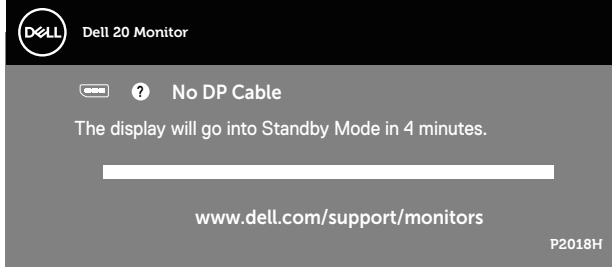 DELL
Dell 20 Monitor
? No DP Cable
The display will go into Standby Mode in 4 minutes.
www.dell.com/support/monitors
P2018H